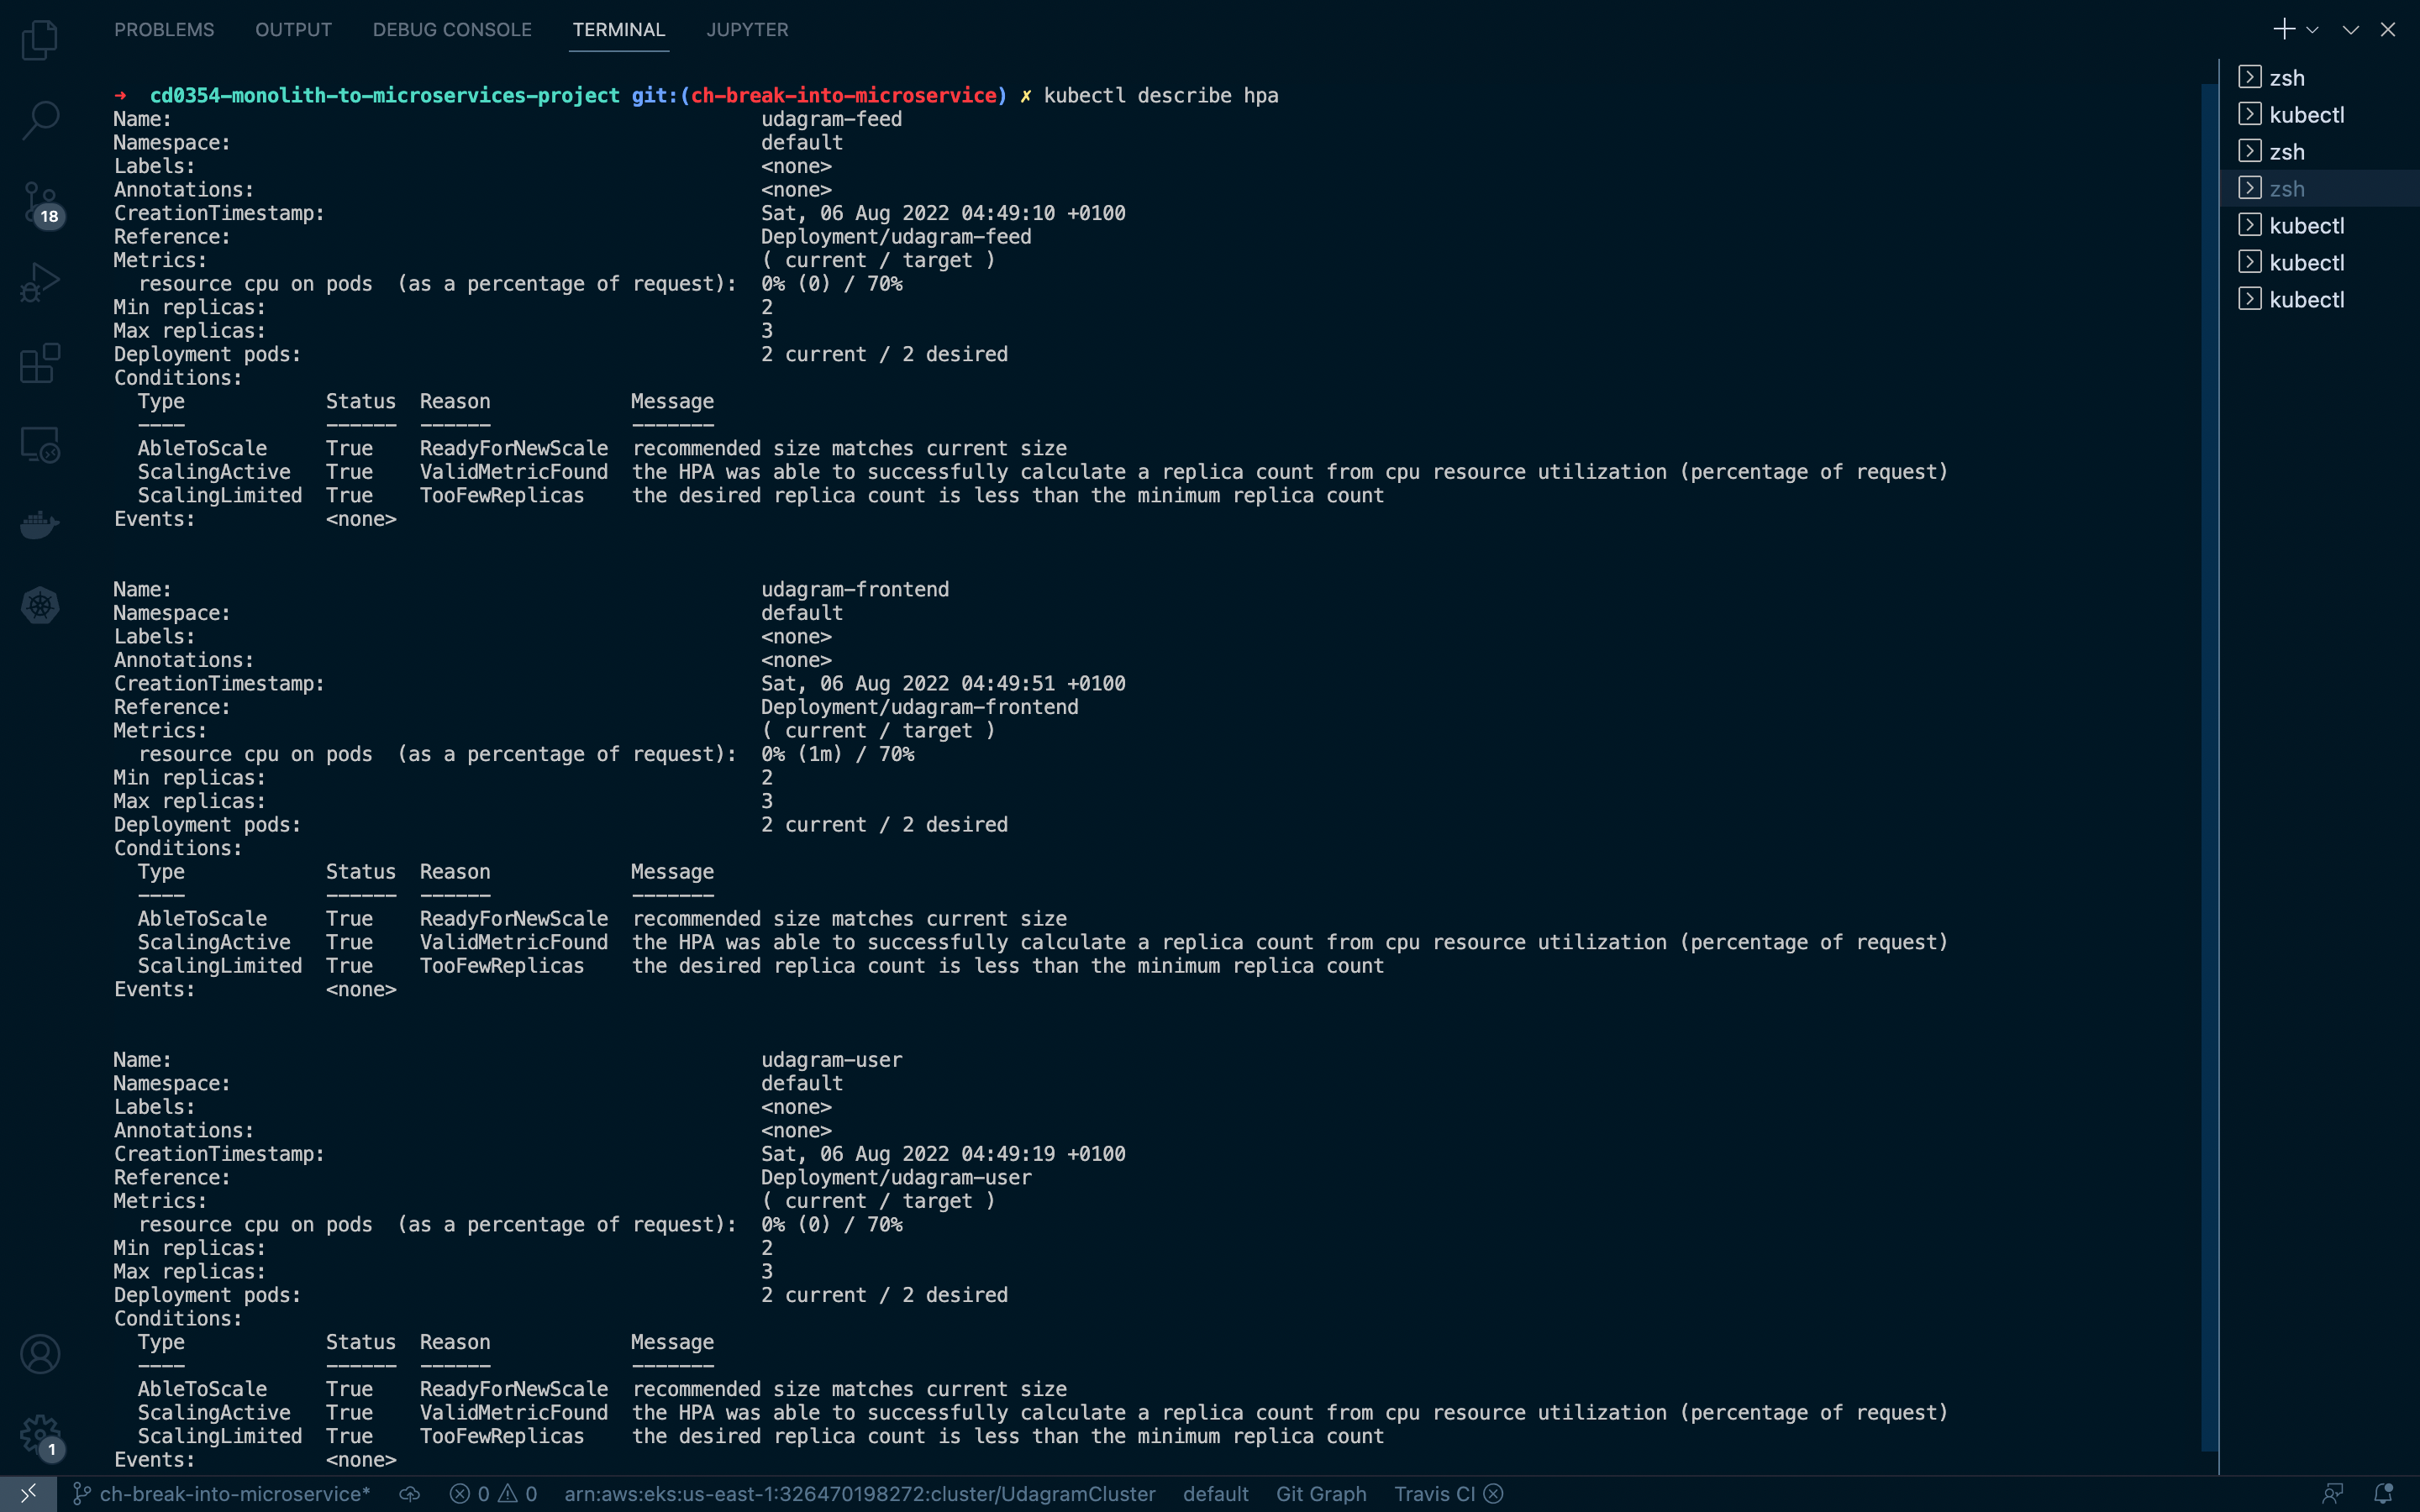 PROBLEMS OUTPUT DEBUG CONSOLE TERMINAL JUPYTER
➜  cd0354-monolith-to-microservices-project git:(ch-break-into-microservice) ✗ kubectl describe hpa
Name: udagram-feed
Namespace: default
Labels: <none>
Annotations: <none>
CreationTimestamp: Sat, 06 Aug 2022 04:49:10 +0100
Reference: Deployment/udagram-feed
Metrics: ( current / target )
resource cpu on pods  (as a percentage of request): 0% (0) / 70%
Min replicas: 2
Max replicas: 3
Deployment pods: 2 current / 2 desired
Conditions:
Type Status Reason Message
---- ------ ------ -------
AbleToScale True ReadyForNewScale recommended size matches current size
ScalingActive True ValidMetricFound the HPA was able to successfully calculate a replica count from cpu resource utilization (percentage of request)
ScalingLimited True TooFewReplicas the desired replica count is less than the minimum replica count
Events: <none>
Name: udagram-frontend
Namespace: default
Labels: <none>
Annotations: <none>
CreationTimestamp: Sat, 06 Aug 2022 04:49:51 +0100
Reference: Deployment/udagram-frontend
Metrics: ( current / target )
resource cpu on pods  (as a percentage of request): 0% (1m) / 70%
Min replicas: 2
Max replicas: 3
Deployment pods: 2 current / 2 desired
Conditions:
Type Status Reason Message
---- ------ ------ -------
AbleToScale True ReadyForNewScale recommended size matches current size
ScalingActive True ValidMetricFound the HPA was able to successfully calculate a replica count from cpu resource utilization (percentage of request)
ScalingLimited True TooFewReplicas the desired replica count is less than the minimum replica count
Events: <none>
Name: udagram-user
Namespace: default
Labels: <none>
Annotations: <none>
CreationTimestamp: Sat, 06 Aug 2022 04:49:19 +0100
Reference: Deployment/udagram-user
Metrics: ( current / target )
resource cpu on pods  (as a percentage of request): 0% (0) / 70%
Min replicas: 2
Max replicas: 3
Deployment pods: 2 current / 2 desired
Conditions:
Type Status Reason Message
---- ------ ------ -------
AbleToScale True ReadyForNewScale recommended size matches current size
ScalingActive True ValidMetricFound the HPA was able to successfully calculate a replica count from cpu resource utilization (percentage of request)
ScalingLimited True TooFewReplicas the desired replica count is less than the minimum replica count
Events: <none>
zsh
kubectl
zsh
zsh
kubectl
kubectl
kubectl
18
1
ch-break-into-microservice* 0 0 arn:aws:eks:us-east-1:326470198272:cluster/UdagramCluster default Git Graph Travis CI